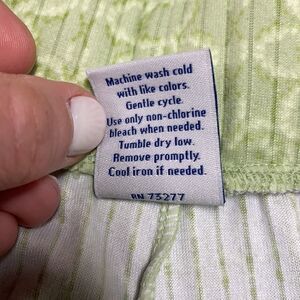 Machine wash cold
with like colors.
Gentle cycle.
Use only non-chlorine
bleach when needed.
Tumble dry low.
Remove promptly.
Cool iron if needed.
RN 73277